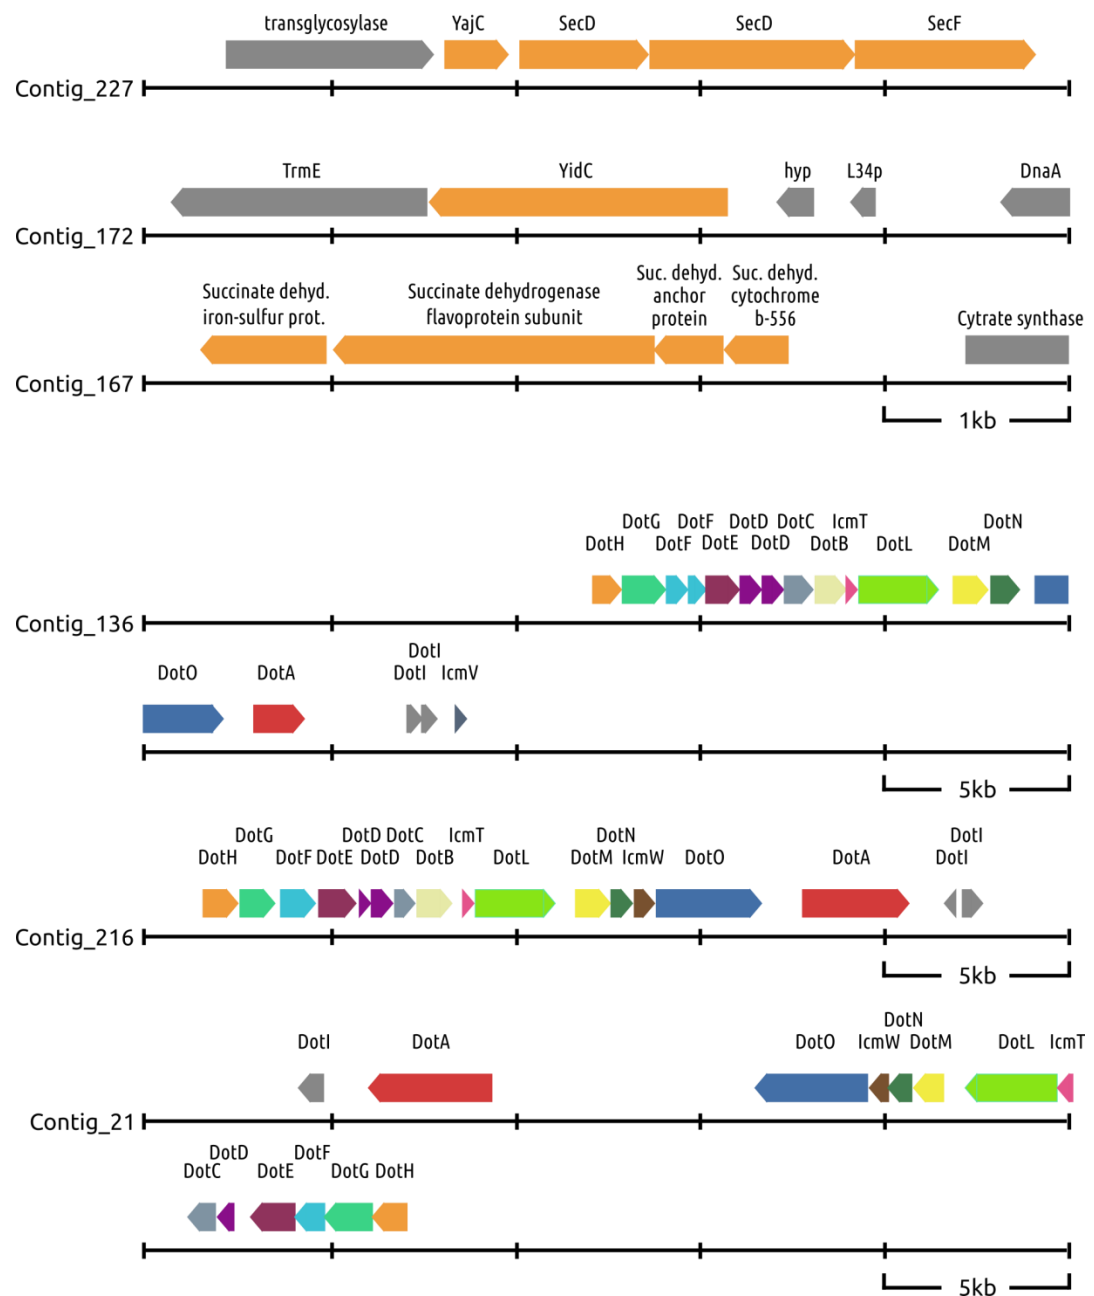 transglycosylase YajC SecD SecD SecF
Contig_227
TrmE YidC hyp L34p DnaA
Contig_172
Suc. dehyd. Suc. dehyd.
Succinate dehyd. Succinate dehydrogenase anchor cytochrome
iron-sulfur prot. flavoprotein subunit protein b-556 Cytrate synthase
Contig_167
1kb
DotG DotF DotD DotC IcmT DotN
DotH DotF DotE DotD DotB DotL DotM
Contig_136
DotI
DotO DotA DotI IcmV
5kb
DotG DotD DotC IcmT DotN DotI
DotH DotF DotE DotD DotB DotL DotM IcmW DotO DotA DotI
Contig_216
5kb
DotN
DotI DotA DotO IcmW DotM DotL IcmT
Contig_21
DotD DotF
DotC DotE DotG DotH
5kb